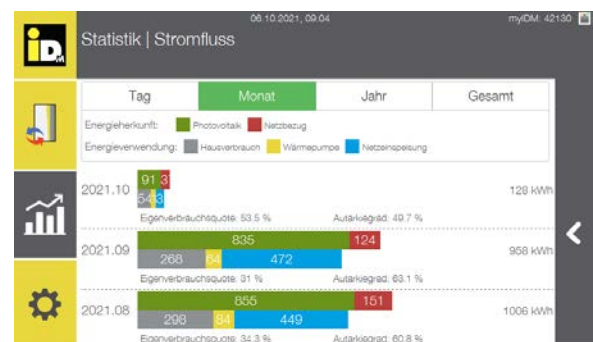 06.10.2021, 09:04 myIDM: 42130
iDM
Statistik | Stromfluss
Tag Monat Jahr Gesamt
Energieherkunft: Photovoltaik Netzbezug
Energieverwendung: Hausverbrauch Wärmepumpe Netzeinspeisung
91 37
2021.10 128 kWh
54
Eigenverbrauchsquote: 53.5 % Autarkiegrad: 49.7 %
835 124
2021.09 958 kWh
268 64 472
Eigenverbrauchsquote: 31 % Autarkiegrad: 63.1 %
855 151
2021.08 1006 kWh
298 84 449
Eigenverbrauchsquote: 34.3 % Autarkiegrad: 60.8 %